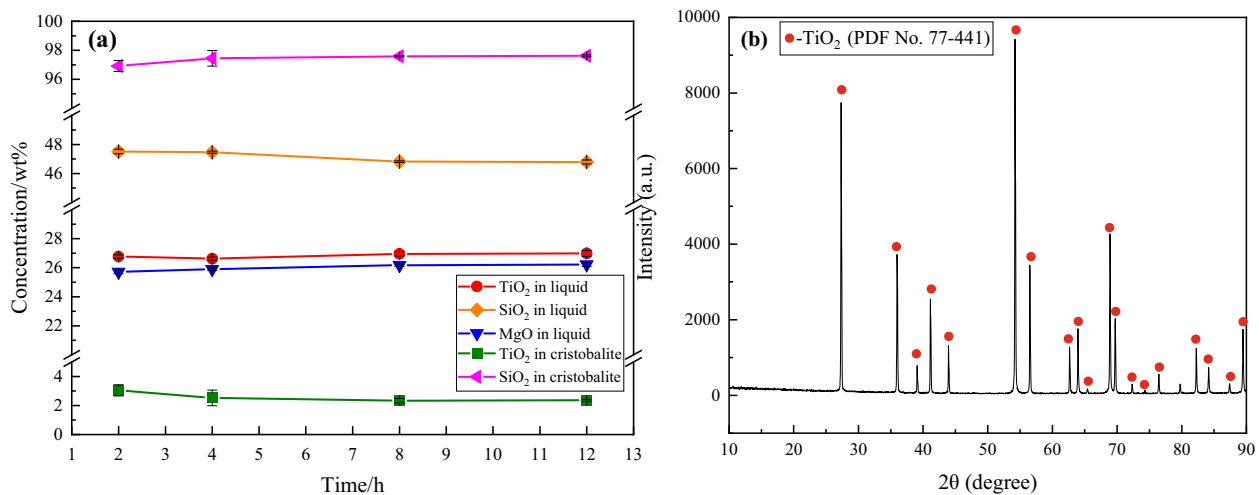 (a)
100
98
96
48
46
28
26
24
22
4
2
0
1 2 3 4 5 6 7 8 9 10 11 12 13
Concentration/wt%
Time/h
TiO₂ in liquid
SiO₂ in liquid
MgO in liquid
TiO₂ in cristobalite
SiO₂ in cristobalite
(b)
-TiO₂ (PDF No. 77-441)
10000
8000
6000
4000
2000
0
10 20 30 40 50 60 70 80 90
Intensity (a.u.)
2θ (degree)